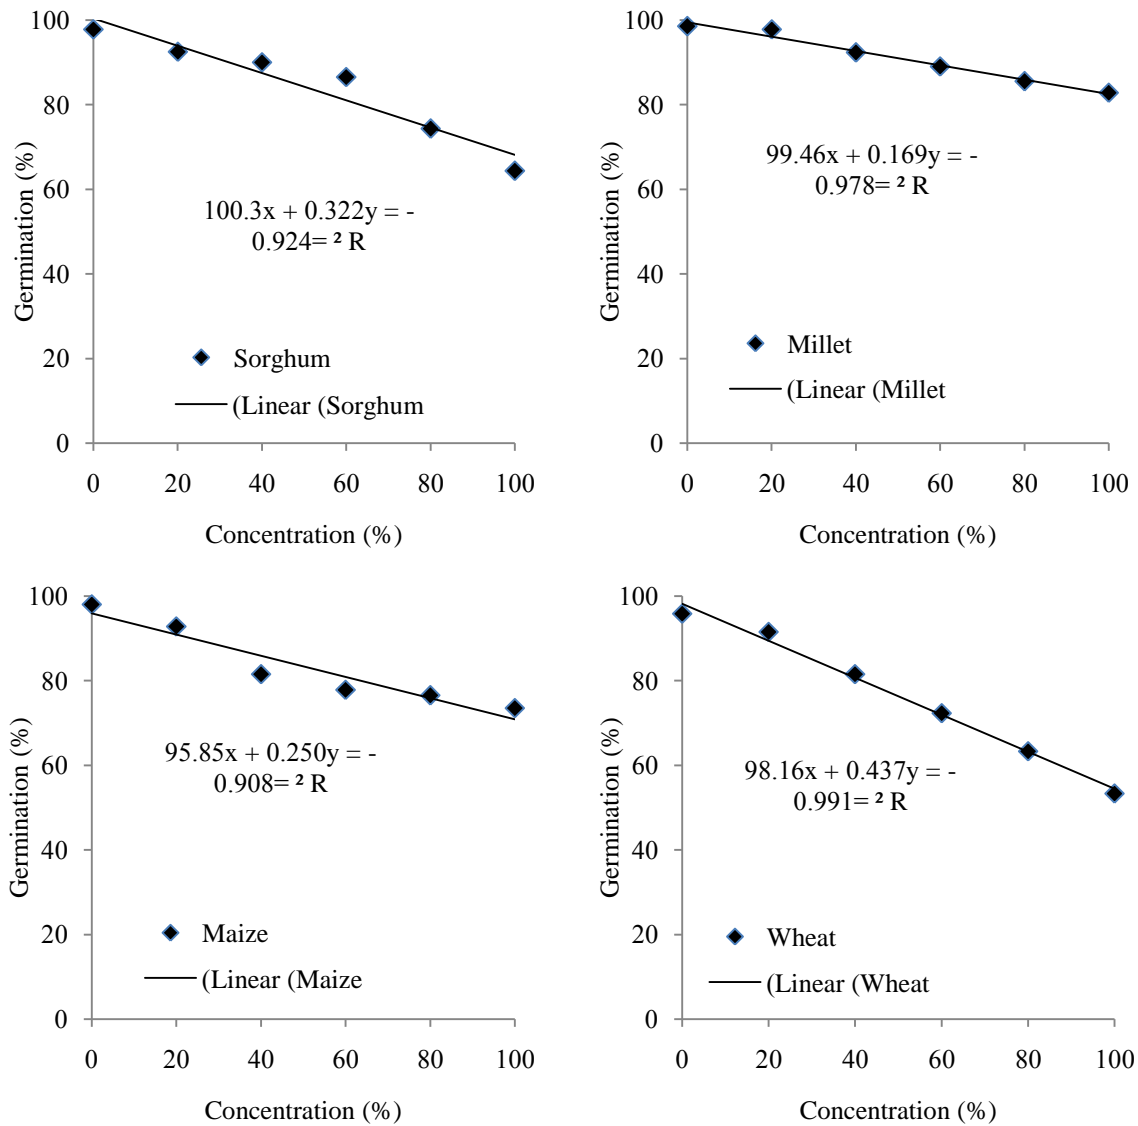 100
80
60
40
20
0
0 20 40 60 80 100
Germination (%)
Concentration (%)
100.3x + 0.322y = -
0.924= ² R
Sorghum
(Linear (Sorghum
100
80
60
40
20
0
0 20 40 60 80 100
Germination (%)
Concentration (%)
99.46x + 0.169y = -
0.978= ² R
Millet
(Linear (Millet
100
80
60
40
20
0
0 20 40 60 80 100
Germination (%)
Concentration (%)
95.85x + 0.250y = -
0.908= ² R
Maize
(Linear (Maize
100
80
60
40
20
0
0 20 40 60 80 100
Germination (%)
Concentration (%)
98.16x + 0.437y = -
0.991= ² R
Wheat
(Linear (Wheat